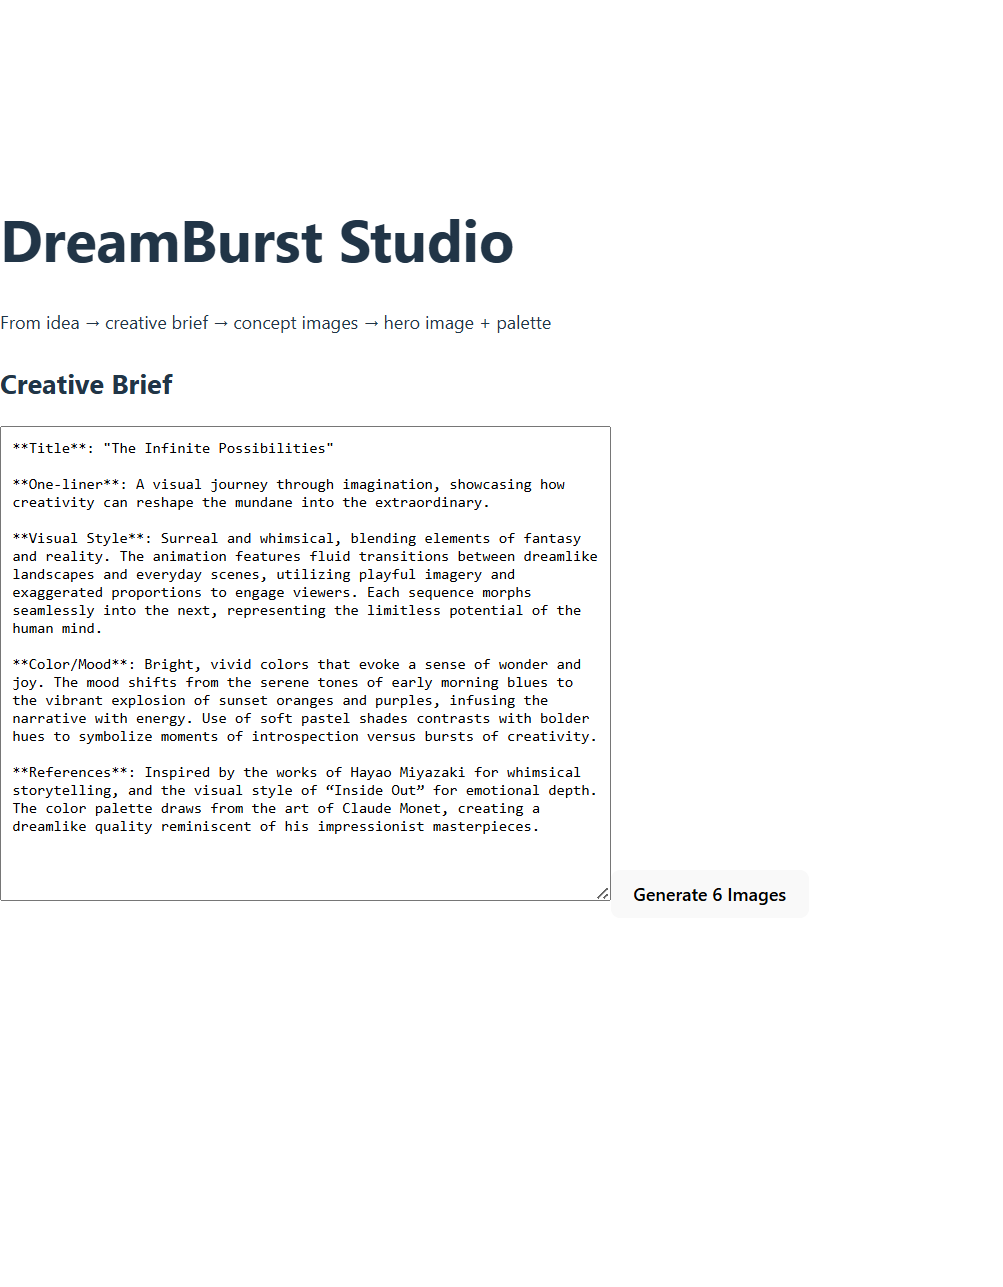 DreamBurst Studio
From idea → creative brief → concept images → hero image + palette
Creative Brief
**Title**: "The Infinite Possibilities"
**One-liner**: A visual journey through imagination, showcasing how
creativity can reshape the mundane into the extraordinary.
**Visual Style**: Surreal and whimsical, blending elements of fantasy
and reality. The animation features fluid transitions between dreamlike
landscapes and everyday scenes, utilizing playful imagery and
exaggerated proportions to engage viewers. Each sequence morphs
seamlessly into the next, representing the limitless potential of the
human mind.
**Color/Mood**: Bright, vivid colors that evoke a sense of wonder and
joy. The mood shifts from the serene tones of early morning blues to
the vibrant explosion of sunset oranges and purples, infusing the
narrative with energy. Use of soft pastel shades contrasts with bolder
hues to symbolize moments of introspection versus bursts of creativity.
**References**: Inspired by the works of Hayao Miyazaki for whimsical
storytelling, and the visual style of “Inside Out” for emotional depth.
The color palette draws from the art of Claude Monet, creating a
dreamlike quality reminiscent of his impressionist masterpieces.
Generate 6 Images